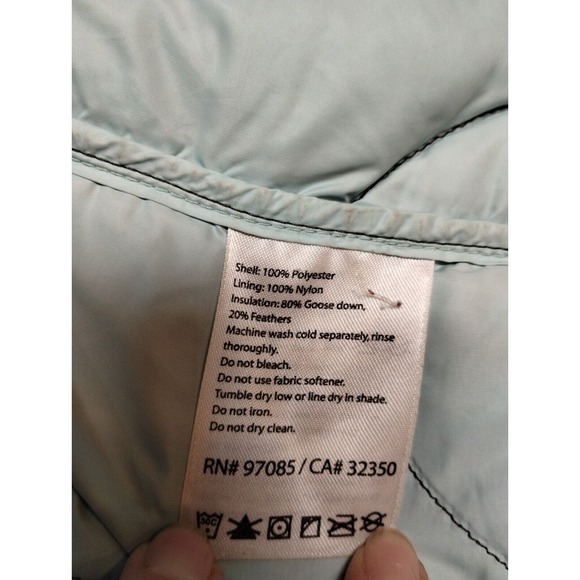 Shell: 100% Polyester
Lining: 100% Nylon
Insulation: 80% Goose down,
20% Feathers
Machine wash cold separately, rinse
thoroughly.
Do not bleach.
Do not use fabric softener.
Tumble dry low or line dry in shade.
Do not iron.
Do not dry clean.
RN# 97085 / CA# 32350